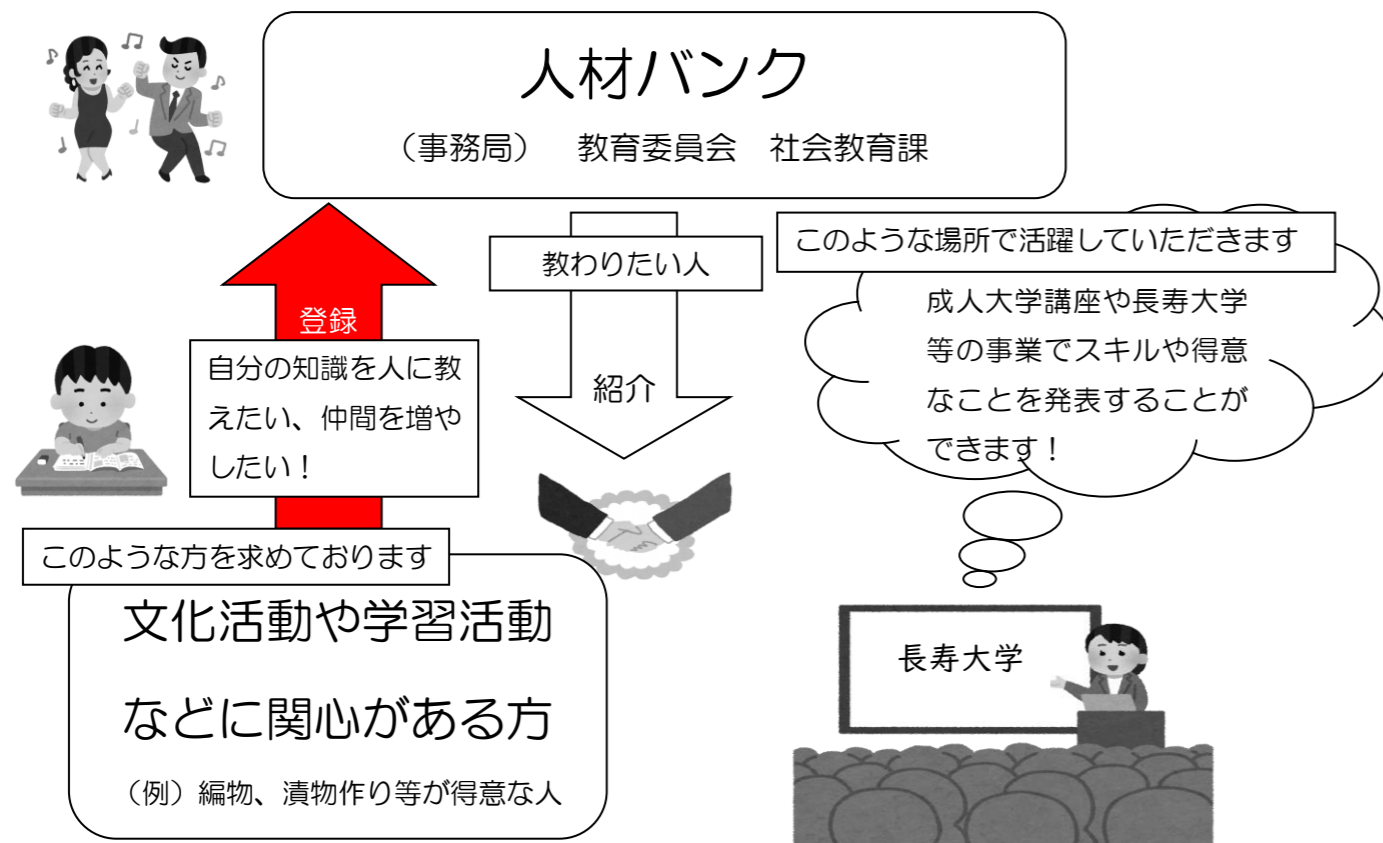 人材バンク
（事務局）　教育委員会　社会教育課
登録
自分の知識を人に教
えたい、仲間を増や
したい！
教わりたい人
紹介
このような場所で活躍していただきます
成人大学講座や長寿大学
等の事業でスキルや得意
なことを発表することが
できます！
このような方を求めております
文化活動や学習活動
などに関心がある方
（例）編物、漬物作り等が得意な人
長寿大学